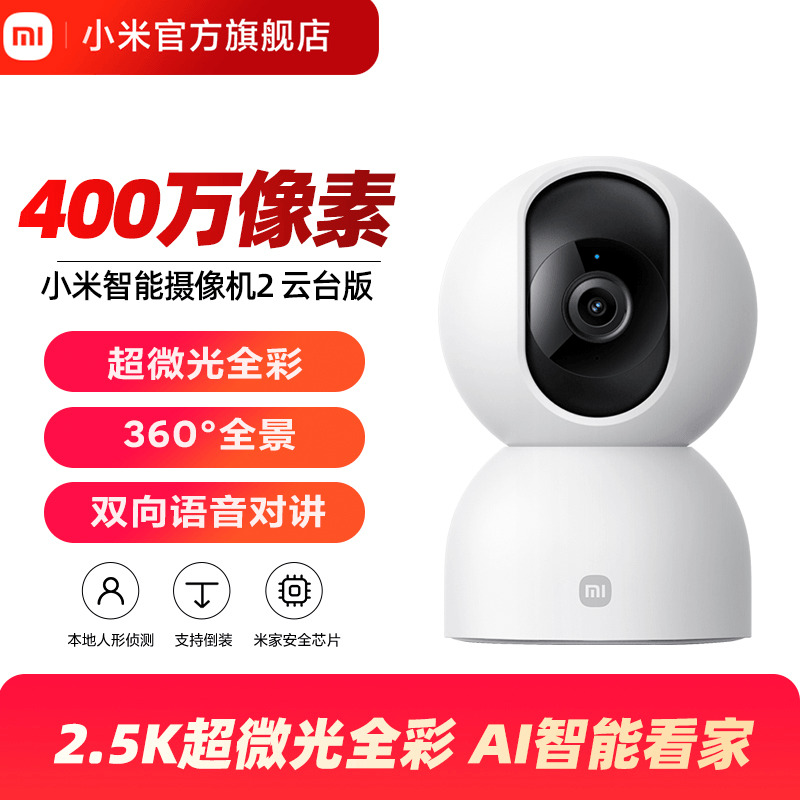 mi 小米官方旗舰店
400万像素
小米智能摄像机2 云台版
超微光全彩
360°全景
双向语音对讲
本地人形侦测 支持倒装 米家安全芯片
mi
2.5K超微光全彩 AI智能看家